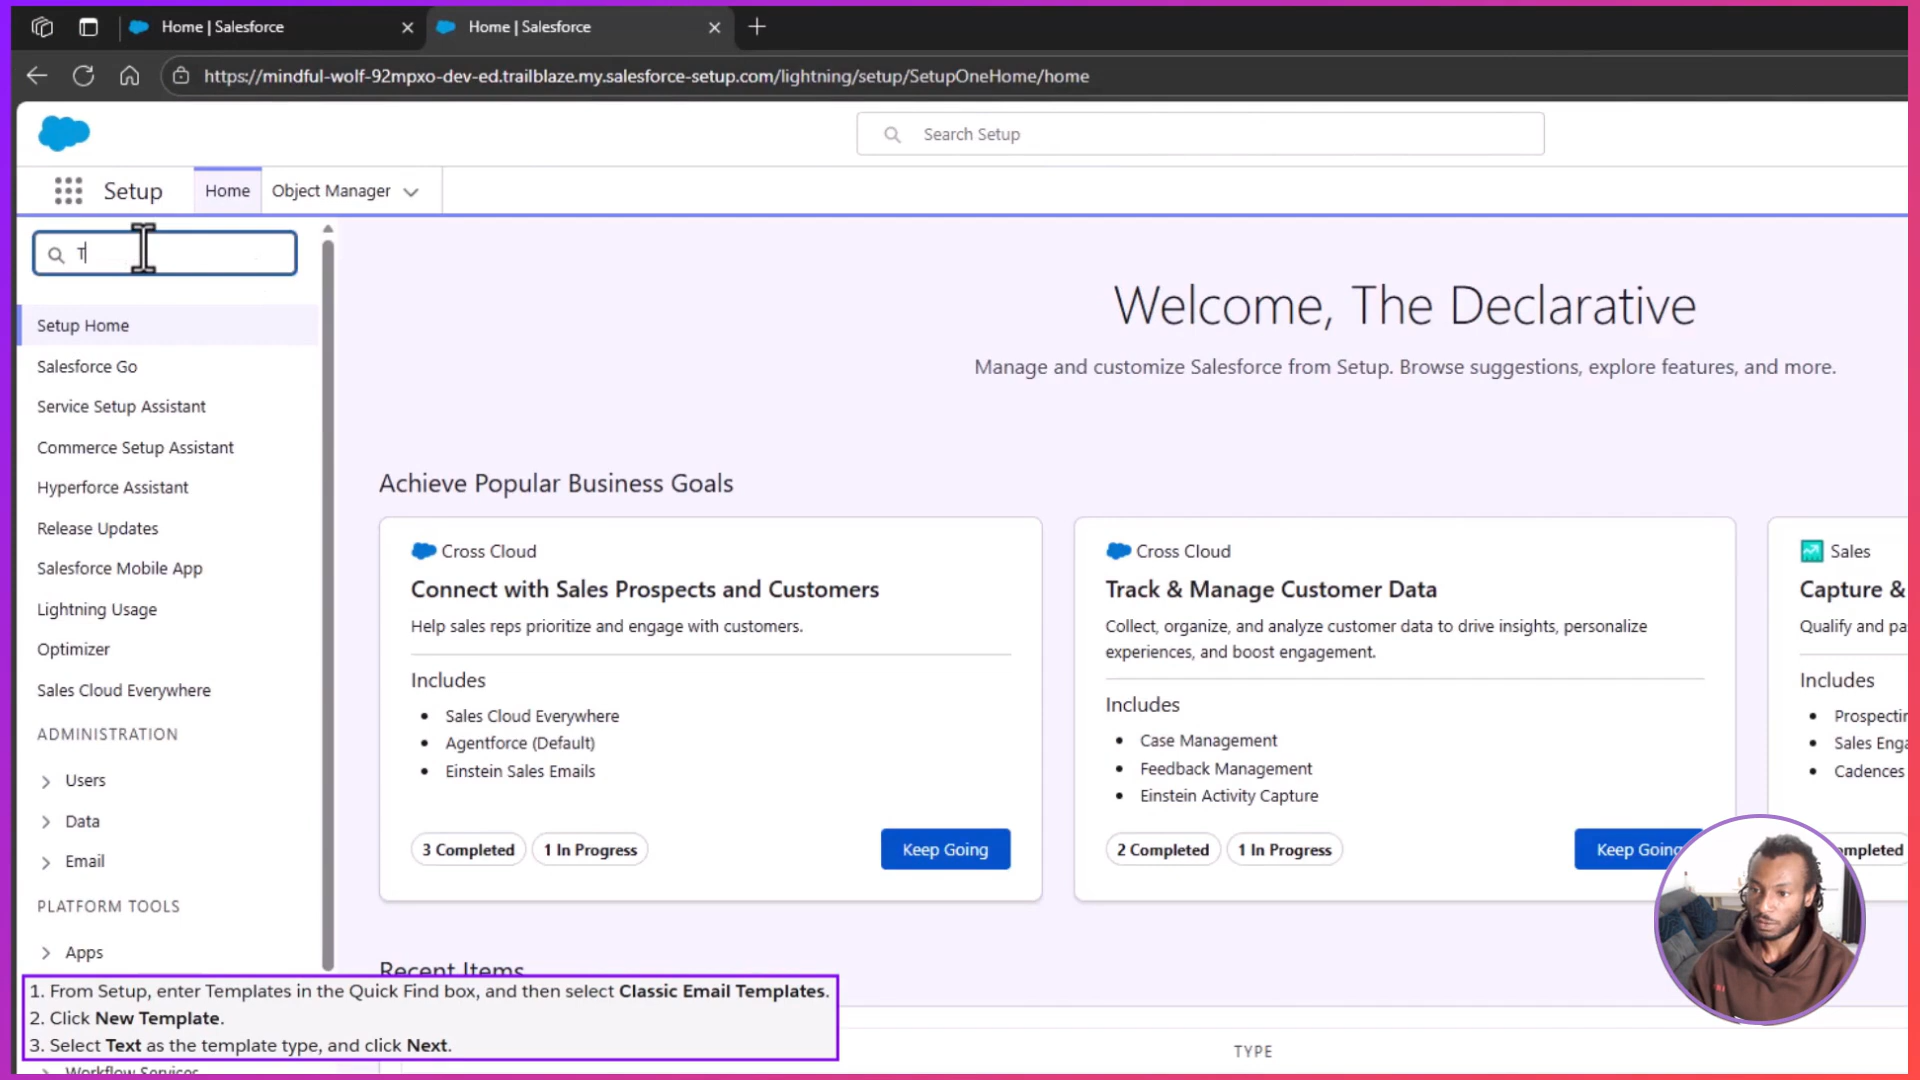 Home | Salesforce
Home | Salesforce
https://mindful-wolf-92mpxo-dev-ed.trailblaze.my.salesforce-setup.com/lightning/setup/SetupOneHome/home
Search Setup
Setup
Home
Object Manager
T
Setup Home
Salesforce Go
Service Setup Assistant
Commerce Setup Assistant
Hyperforce Assistant
Release Updates
Salesforce Mobile App
Lightning Usage
Optimizer
Sales Cloud Everywhere
ADMINISTRATION
Users
Data
Email
PLATFORM TOOLS
Apps
Workflow Services
Welcome, The Declarative
Manage and customize Salesforce from Setup. Browse suggestions, explore features, and more.
Achieve Popular Business Goals
Cross Cloud
Connect with Sales Prospects and Customers
Help sales reps prioritize and engage with customers.
Includes
• Sales Cloud Everywhere
• Agentforce (Default)
• Einstein Sales Emails
3 Completed
1 In Progress
Keep Going
Cross Cloud
Track & Manage Customer Data
Collect, organize, and analyze customer data to drive insights, personalize
experiences, and boost engagement.
Includes
• Case Management
• Feedback Management
• Einstein Activity Capture
2 Completed
1 In Progress
Keep Going
Sales
Capture &
Qualify and
Includes
• Sales
• Cadences
Recent Items
TYPE
1. From Setup, enter Templates in the Quick Find box, and then select Classic Email Templates.
2. Click New Template.
3. Select Text as the template type, and click Next.